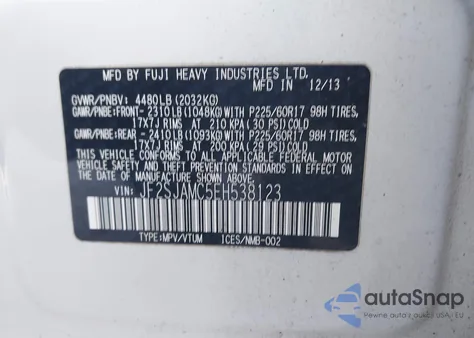 MFD BY FUJI HEAVY INDUSTRIES LTD.
MFD IN 12/13
GVWR/PNBV: 4480LB(2032KG)
GAWR/PNBE:FRONT- 2310LB(1048KG)WITH P225/60R17 98H TIRES,
17X7J RIMS AT 210 KPA(30 PSI)COLD
GAWR/PNBE:REAR - 2410LB(1093KG)WITH P225/60R17 98H TIRES,
17X7J RIMS AT 200 KPA(29 PSI)COLD
THIS VEHICLE CONFORMS TO ALL APPLICABLE FEDERAL MOTOR
VEHICLE SAFETY STANDARDS IN EFFECT ON THE DATE OF
MANUFACTURE SHOWN ABOVE.
VIN: JF2SJAMC5EH538123
TYPE:MPV/VTUM ICES/NMB-002
autoSnap
Pewne auto z USA i EU